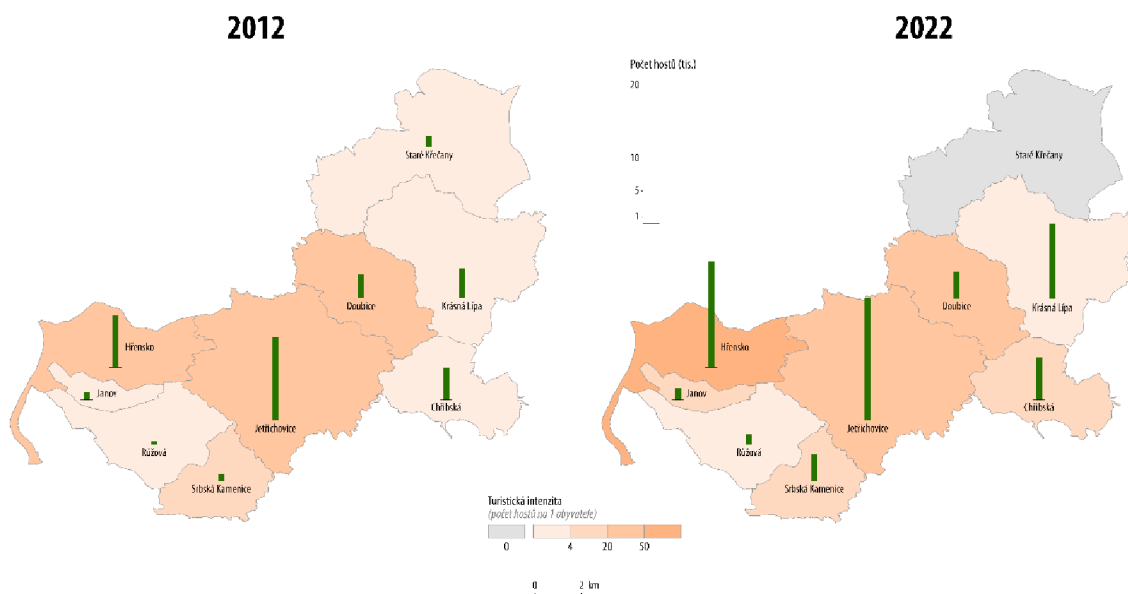 2012
2022
Počet hostů (tis.)
20
10
5
1
Staré Křečany
Doubice
Krásná Lípa
Hřensko
Janov
Chřibská
Jetřichovice
Růžová
Srbská Kamenice
Staré Křečany
Doubice
Krásná Lípa
Hřensko
Janov
Chřibská
Jetřichovice
Růžová
Srbská Kamenice
Turistická intenzita
(počet hostů na 1 obyvatele)
0 4 20 50
0 2 km